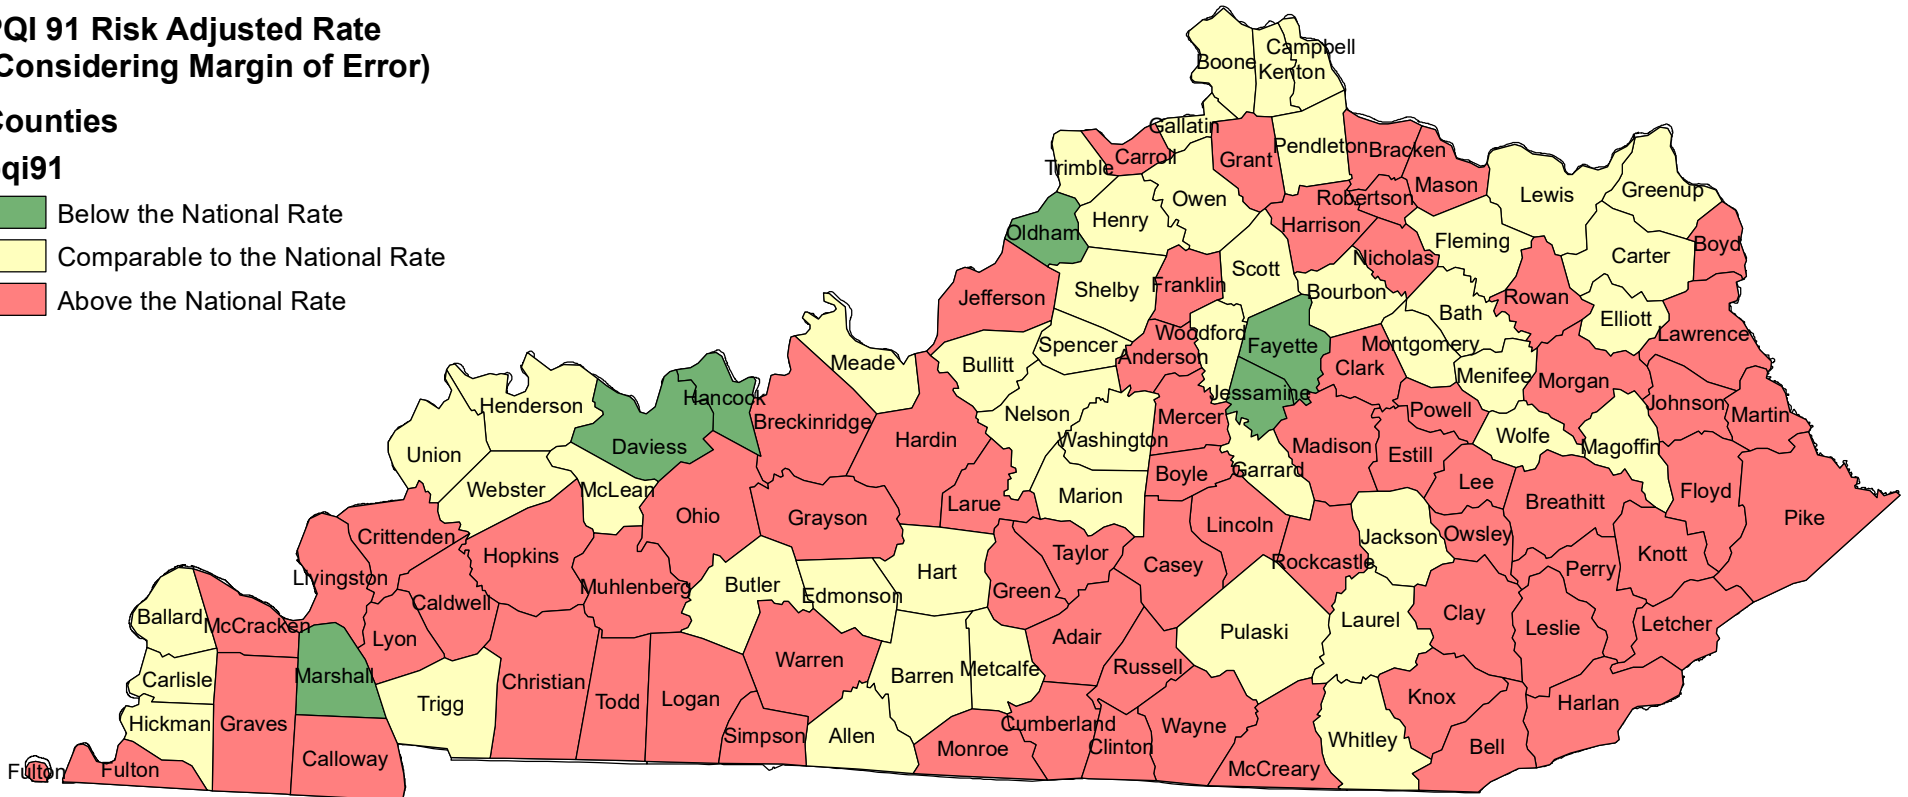 PQI 91 Risk Adjusted Rate
(Considering Margin of Error)
Counties
pqi91
Below the National Rate
Comparable to the National Rate
Above the National Rate
Campbell
Boone
Kenton
Gallatin
Trimble
Carroll
Grant
Pendleton
Bracken
Mason
Robertson
Lewis
Greenup
Oldham
Henry
Owen
Harrison
Fleming
Nicholas
Carter
Boyd
Jefferson
Shelby
Franklin
Scott
Bourbon
Bath
Rowan
Elliott
Lawrence
Meade
Bullitt
Spencer
Anderson
Woodford
Fayette
Clark
Montgomery
Menifee
Morgan
Johnson
Martin
Henderson
Hancock
Daviess
Breckinridge
Hardin
Nelson
Washington
Mercer
Jessamine
Madison
Powell
Estill
Wolfe
Magoffin
Union
Webster
McLean
Ohio
Grayson
Larue
Marion
Boyle
Garrard
Lee
Breathitt
Floyd
Pike
Crittenden
Hopkins
Lincoln
Jackson
Owsley
Livingston
Caldwell
Muhlenberg
Butler
Edmonson
Hart
Green
Taylor
Casey
Rockcastle
Perry
Knott
Ballard
McCracken
Lyon
Warren
Barren
Metcalfe
Adair
Russell
Pulaski
Laurel
Clay
Leslie
Letcher
Carlisle
Marshall
Trigg
Christian
Todd
Logan
Knox
Harlan
Hickman
Graves
Calloway
Simpson
Allen
Monroe
Cumberland
Clinton
Wayne
McCreary
Whitley
Bell
Fulton
Fulton